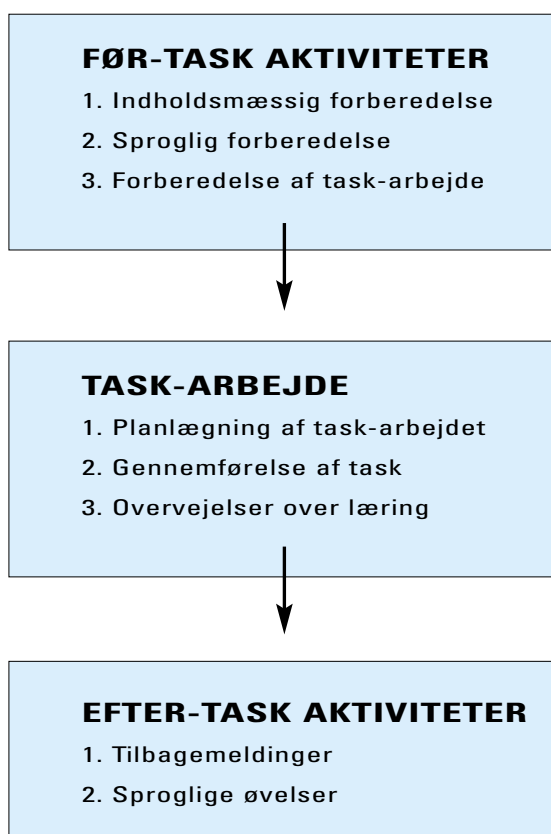 FØR-TASK AKTIVITETER
1. Indholdsmæssig forberedelse
2. Sproglig forberedelse
3. Forberedelse af task-arbejde
TASK-ARBEJDE
1. Planlægning af task-arbejdet
2. Gennemførelse af task
3. Overvejelser over læring
EFTER-TASK AKTIVITETER
1. Tilbagemeldinger
2. Sproglige øvelser